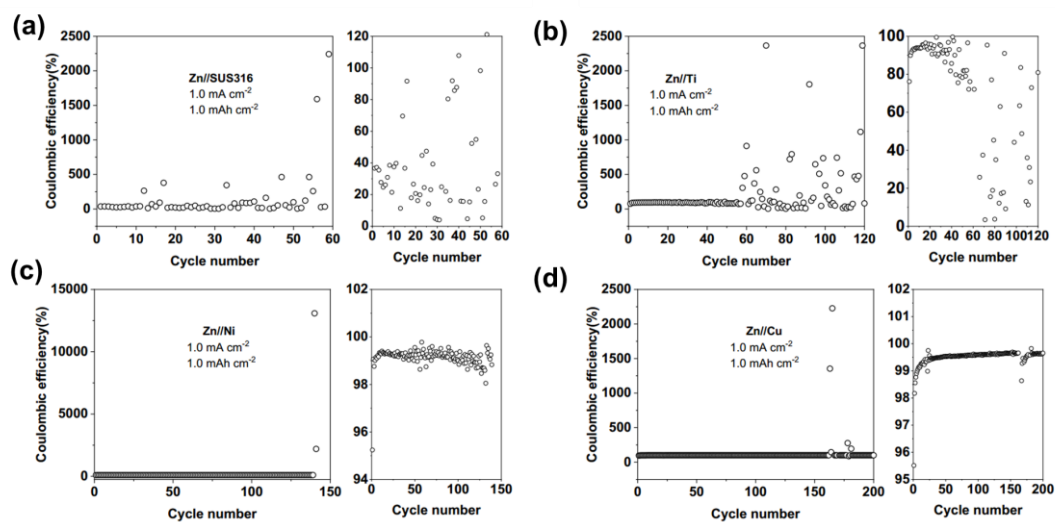 (a)
2500
2000
1500
1000
500
0
Coulombic efficiency(%)
Zn//SUS316
1.0 mA cm⁻²
1.0 mAh cm⁻²
0 10 20 30 40 50 60
Cycle number
120
100
80
60
40
20
0
0 10 20 30 40 50 60
Cycle number
(b)
2500
2000
1500
1000
500
0
Coulombic efficiency(%)
Zn//Ti
1.0 mA cm⁻²
1.0 mAh cm⁻²
0 20 40 60 80 100 120
Cycle number
100
80
60
40
20
0
0 20 40 60 80 100 120
Cycle number
(c)
15000
12000
9000
6000
3000
0
Coulombic efficiency(%)
Zn//Ni
1.0 mA cm⁻²
1.0 mAh cm⁻²
0 50 100 150
Cycle number
102
100
98
96
94
0 50 100 150
Cycle number
(d)
2500
2000
1500
1000
500
0
Coulombic efficiency(%)
Zn//Cu
1.0 mA cm⁻²
1.0 mAh cm⁻²
0 50 100 150 200
Cycle number
102
101
100
99
98
97
96
95
0 50 100 150 200
Cycle number